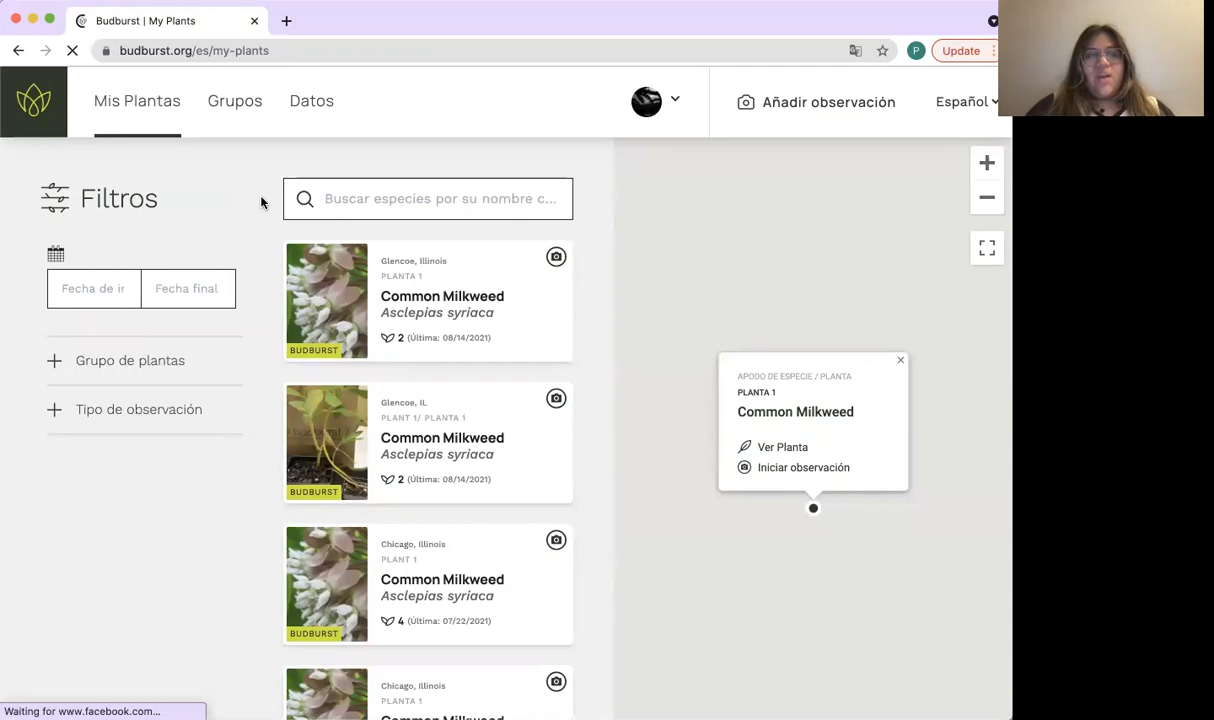 Budburst | My Plants
budburst.org/es/my-plants
P
Update
Mis Plantas
Grupos
Datos
Añadir observación
Español
Filtros
Buscar especies por su nombre c...
Fecha de ir
Fecha final
Grupo de plantas
Tipo de observación
Glencoe, Illinois
PLANTA 1
Common Milkweed
Asclepias syriaca
2 (Última: 08/14/2021)
BUDBURST
Glencoe, IL
PLANT 1/ PLANTA 1
Common Milkweed
Asclepias syriaca
2 (Última: 08/14/2021)
BUDBURST
Chicago, Illinois
PLANT 1
Common Milkweed
Asclepias syriaca
4 (Última: 07/22/2021)
BUDBURST
Chicago, Illinois
PLANTA 1
Common Milkweed
APODO DE ESPECIE / PLANTA
PLANTA 1
Common Milkweed
Ver Planta
Iniciar observación
Waiting for www.facebook.com...